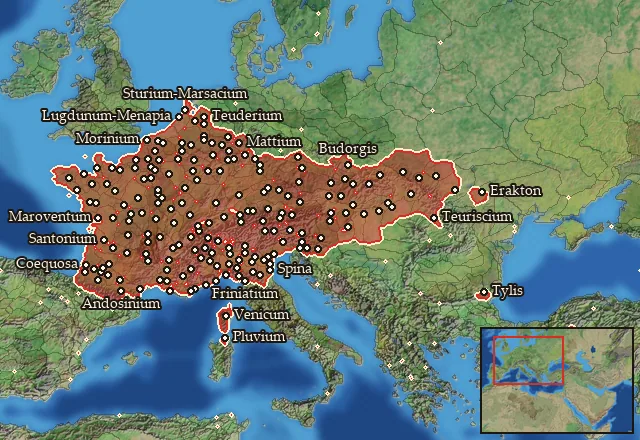 Sturium-Marsacium
Lugdunum-Menapia
Teuderium
Morinium
Mattium
Budorgis
Erakton
Maroventum
Teuriscium
Santonium
Coequosa
Spina
Tylis
Friniatium
Andosinium
Venicum
Pluvium